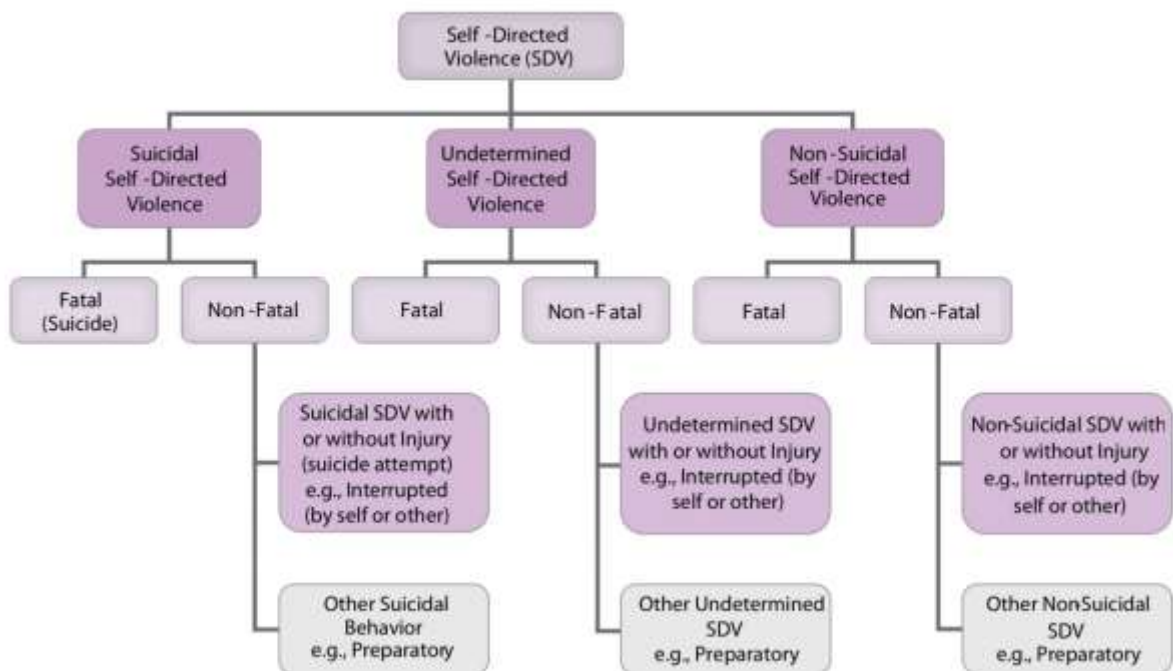 Self -Directed
Violence (SDV)
Suicidal
Self -Directed
Violence
Undetermined
Self -Directed
Violence
Non -Suicidal
Self -Directed
Violence
Fatal
(Suicide)
Non -Fatal
Fatal
Non -Fatal
Fatal
Non -Fatal
Suicidal SDV with
or without Injury
(suicide attempt)
e.g., Interrupted
(by self or other)
Undetermined SDV
with or without Injury
e.g., Interrupted (by
self or other)
Non-Suicidal SDV with
or without Injury
e.g., Interrupted (by
self or other)
Other Suicidal
Behavior
e.g., Preparatory
Other Undetermined
SDV
e.g., Preparatory
Other Non-Suicidal
SDV
e.g., Preparatory